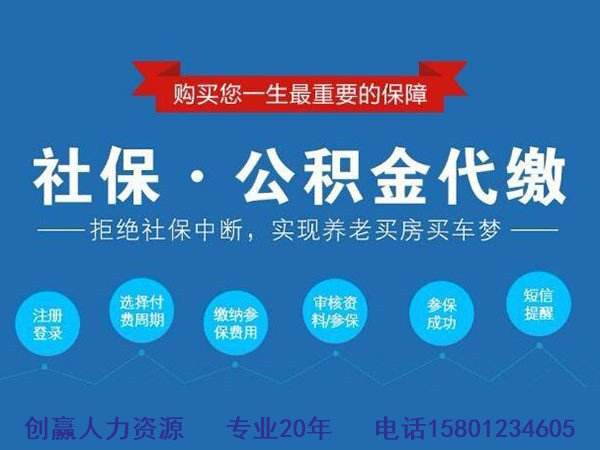 购买您一生最重要的保障
社保·公积金代缴
拒绝社保中断，实现养老买房买车梦
注册
登录
选择付
费周期
缴纳参
保费用
审核资
料/参保
参保
成功
短信
提醒
创赢人力资源 专业20年 电话15801234605